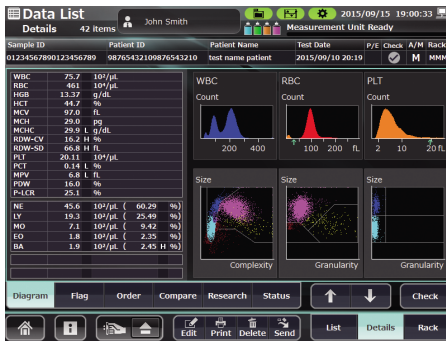 Data List
John Smith
2015/09/15 19:00:33
Details 42 items
Measurement Unit Ready
Sample ID Patient ID Patient Name Test Date P/E Check A/M Rack
0123456789012345678 98765432109876543210 test name patient 2015/09/10 20:19 M MMM
WBC 75.7 10²/µL
RBC 461 10⁴/µL
HGB 13.37 g/dL
HCT 44.7 %
MCV 97.0 fL
MCH 29.0 pg
MCHC 29.9 L g/dL
RDW-CV 16.2 H %
RDW-SD 66.8 H fL
PLT 20.11 10⁴/µL
PCT 0.14 L %
MPV 6.8 L fL
PDW 16.0 %
P-LCR 25.1 %
NE 45.6 10²/µL ( 60.29 %)
LY 19.3 10²/µL ( 25.49 %)
MO 7.1 10²/µL ( 9.42 %)
EO 1.8 10²/µL ( 2.35 %)
BA 1.9 10²/µL ( 2.45 H %)
WBC RBC PLT
Count Count Count
200 400 100 200 fL 2 10 20 fL
Size Size Size
Complexity Granularity Granularity
Diagram Flag Order Compare Research Status Check
Edit Print Delete Send List Details Rack